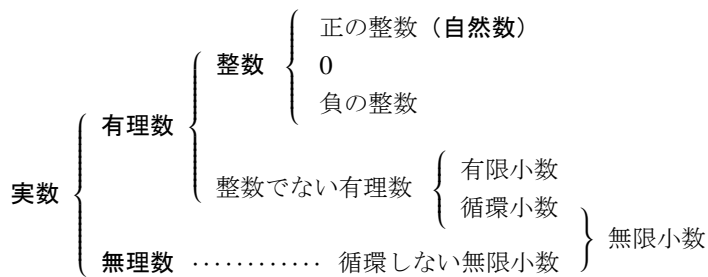 正の整数（自然数）
整数
0
負の整数
有理数
有限小数
実数
整数でない有理数
循環小数
無限小数
無理数 ………… 循環しない無限小数